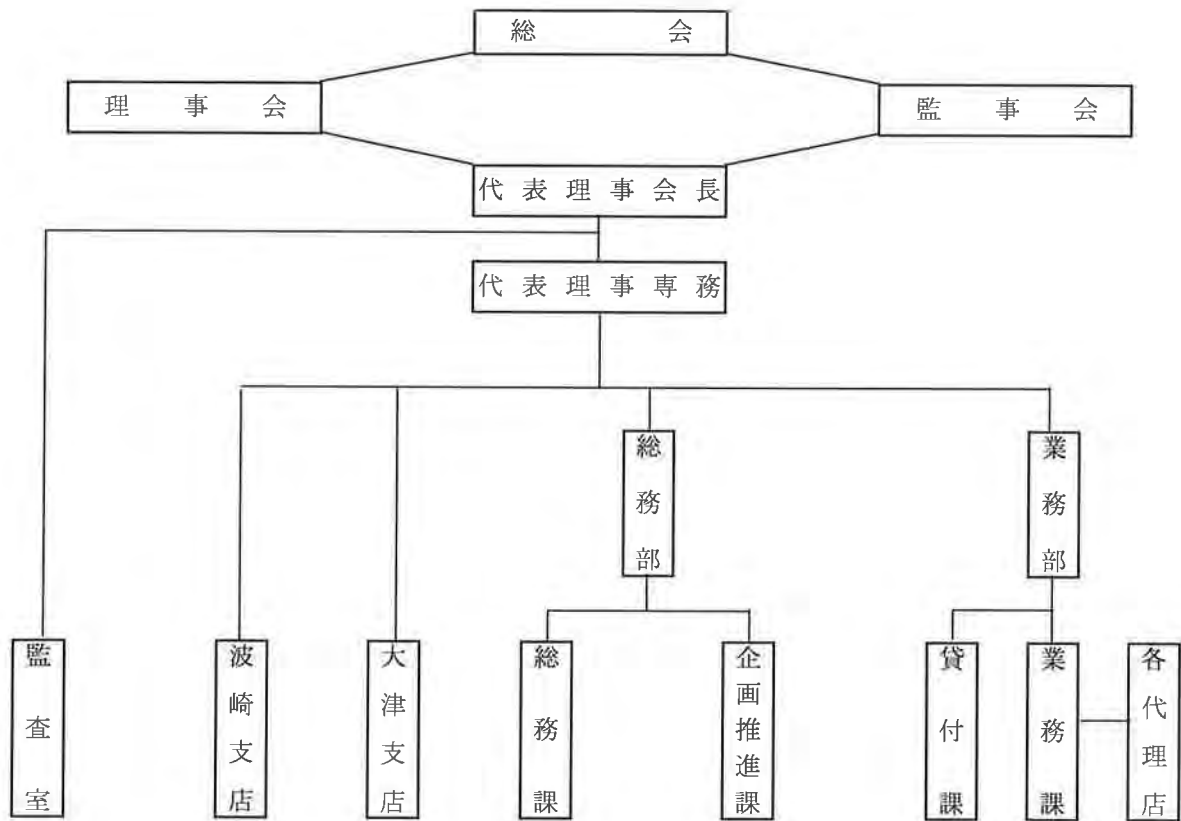 総会
理事会
監事会
代表理事会長
代表理事専務
総務部
業務部
監査室
波崎支店
大津支店
総務課
企画推進課
貸付課
業務課
各代理店